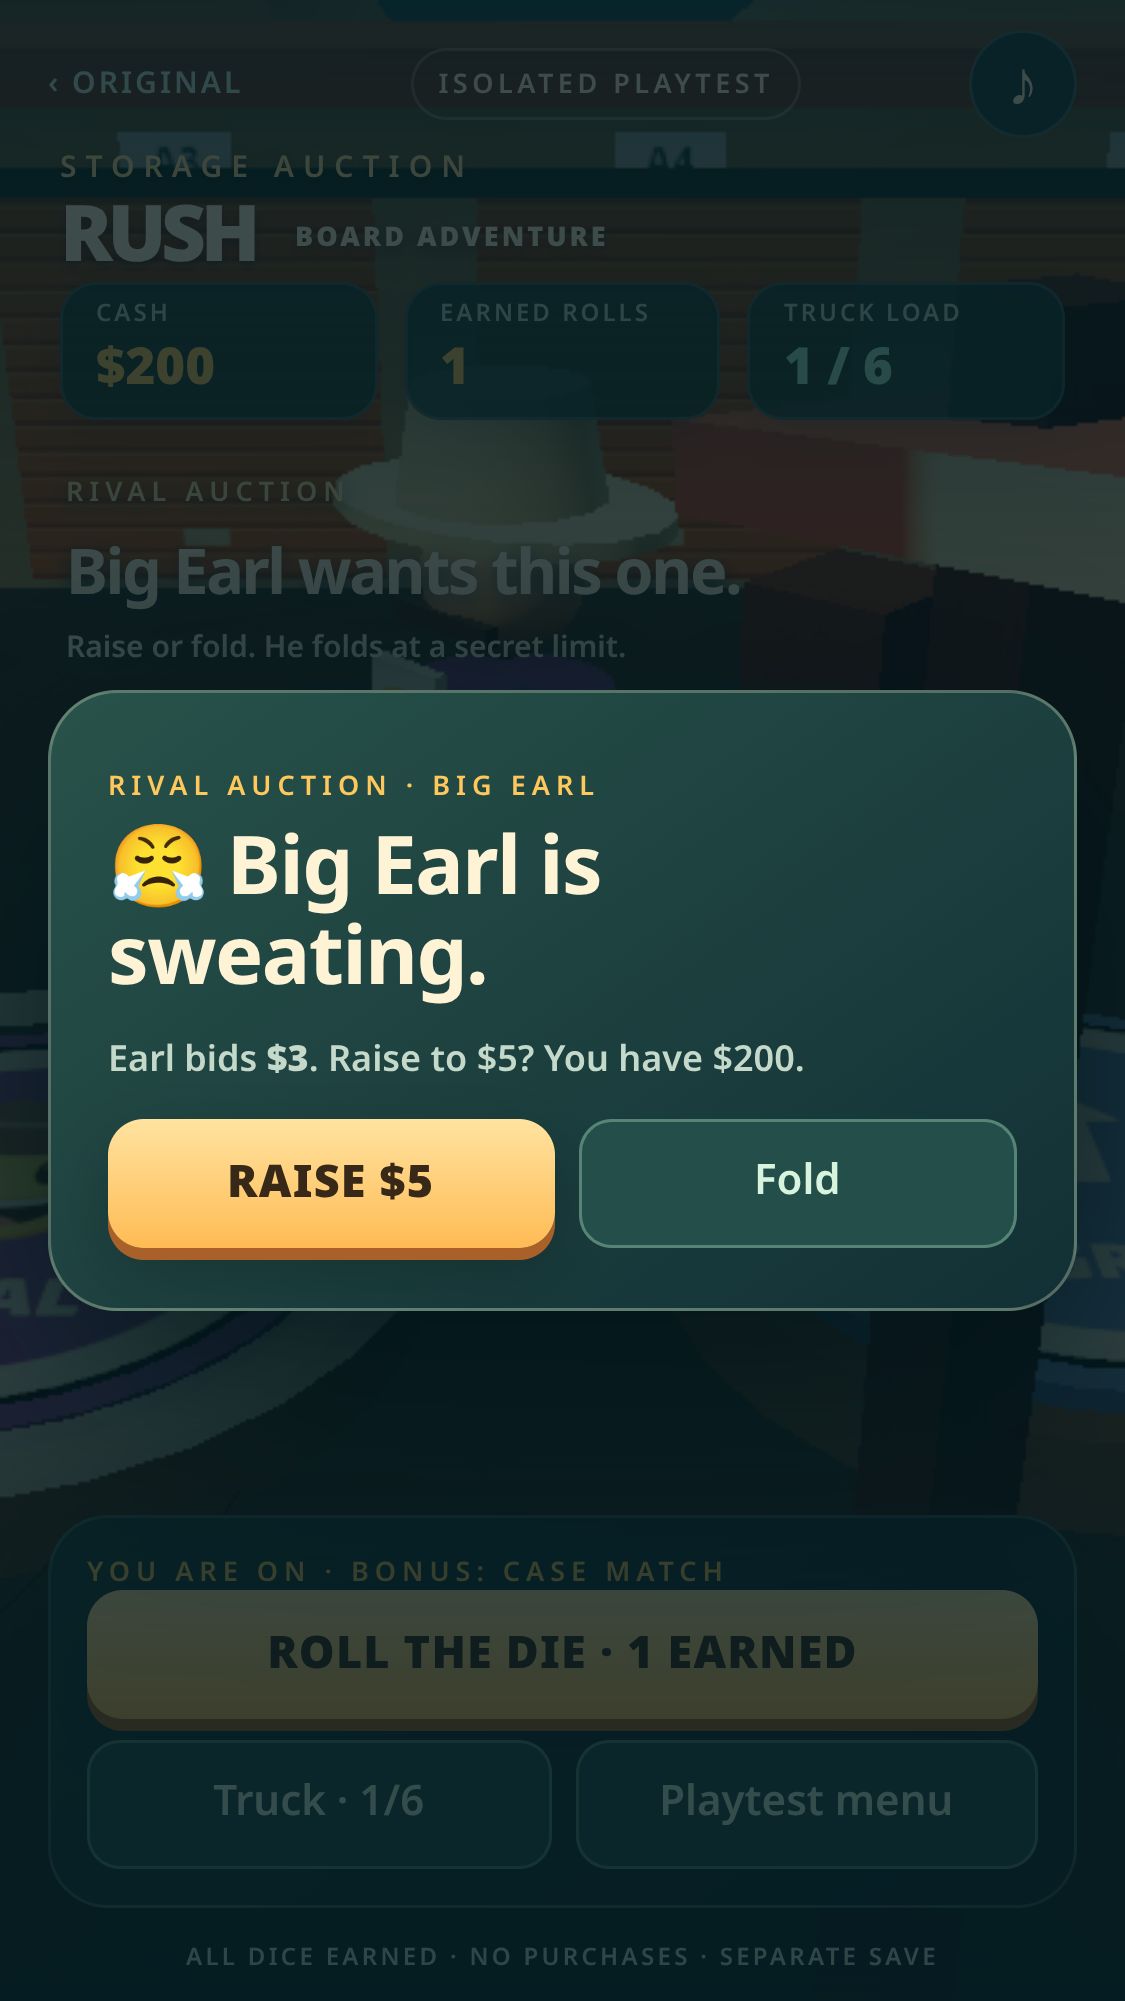 ‹ ORIGINAL
ISOLATED PLAYTEST
♪
A4
STORAGE AUCTION
RUSH
BOARD ADVENTURE
CASH
EARNED ROLLS
TRUCK LOAD
$200
1
1 / 6
RIVAL AUCTION
Big Earl wants this one.
Raise or fold. He folds at a secret limit.
RIVAL AUCTION · BIG EARL
😤 Big Earl is
sweating.
Earl bids $3. Raise to $5? You have $200.
RAISE $5
Fold
YOU ARE ON · BONUS: CASE MATCH
ROLL THE DIE · 1 EARNED
Truck · 1/6
Playtest menu
ALL DICE EARNED · NO PURCHASES · SEPARATE SAVE